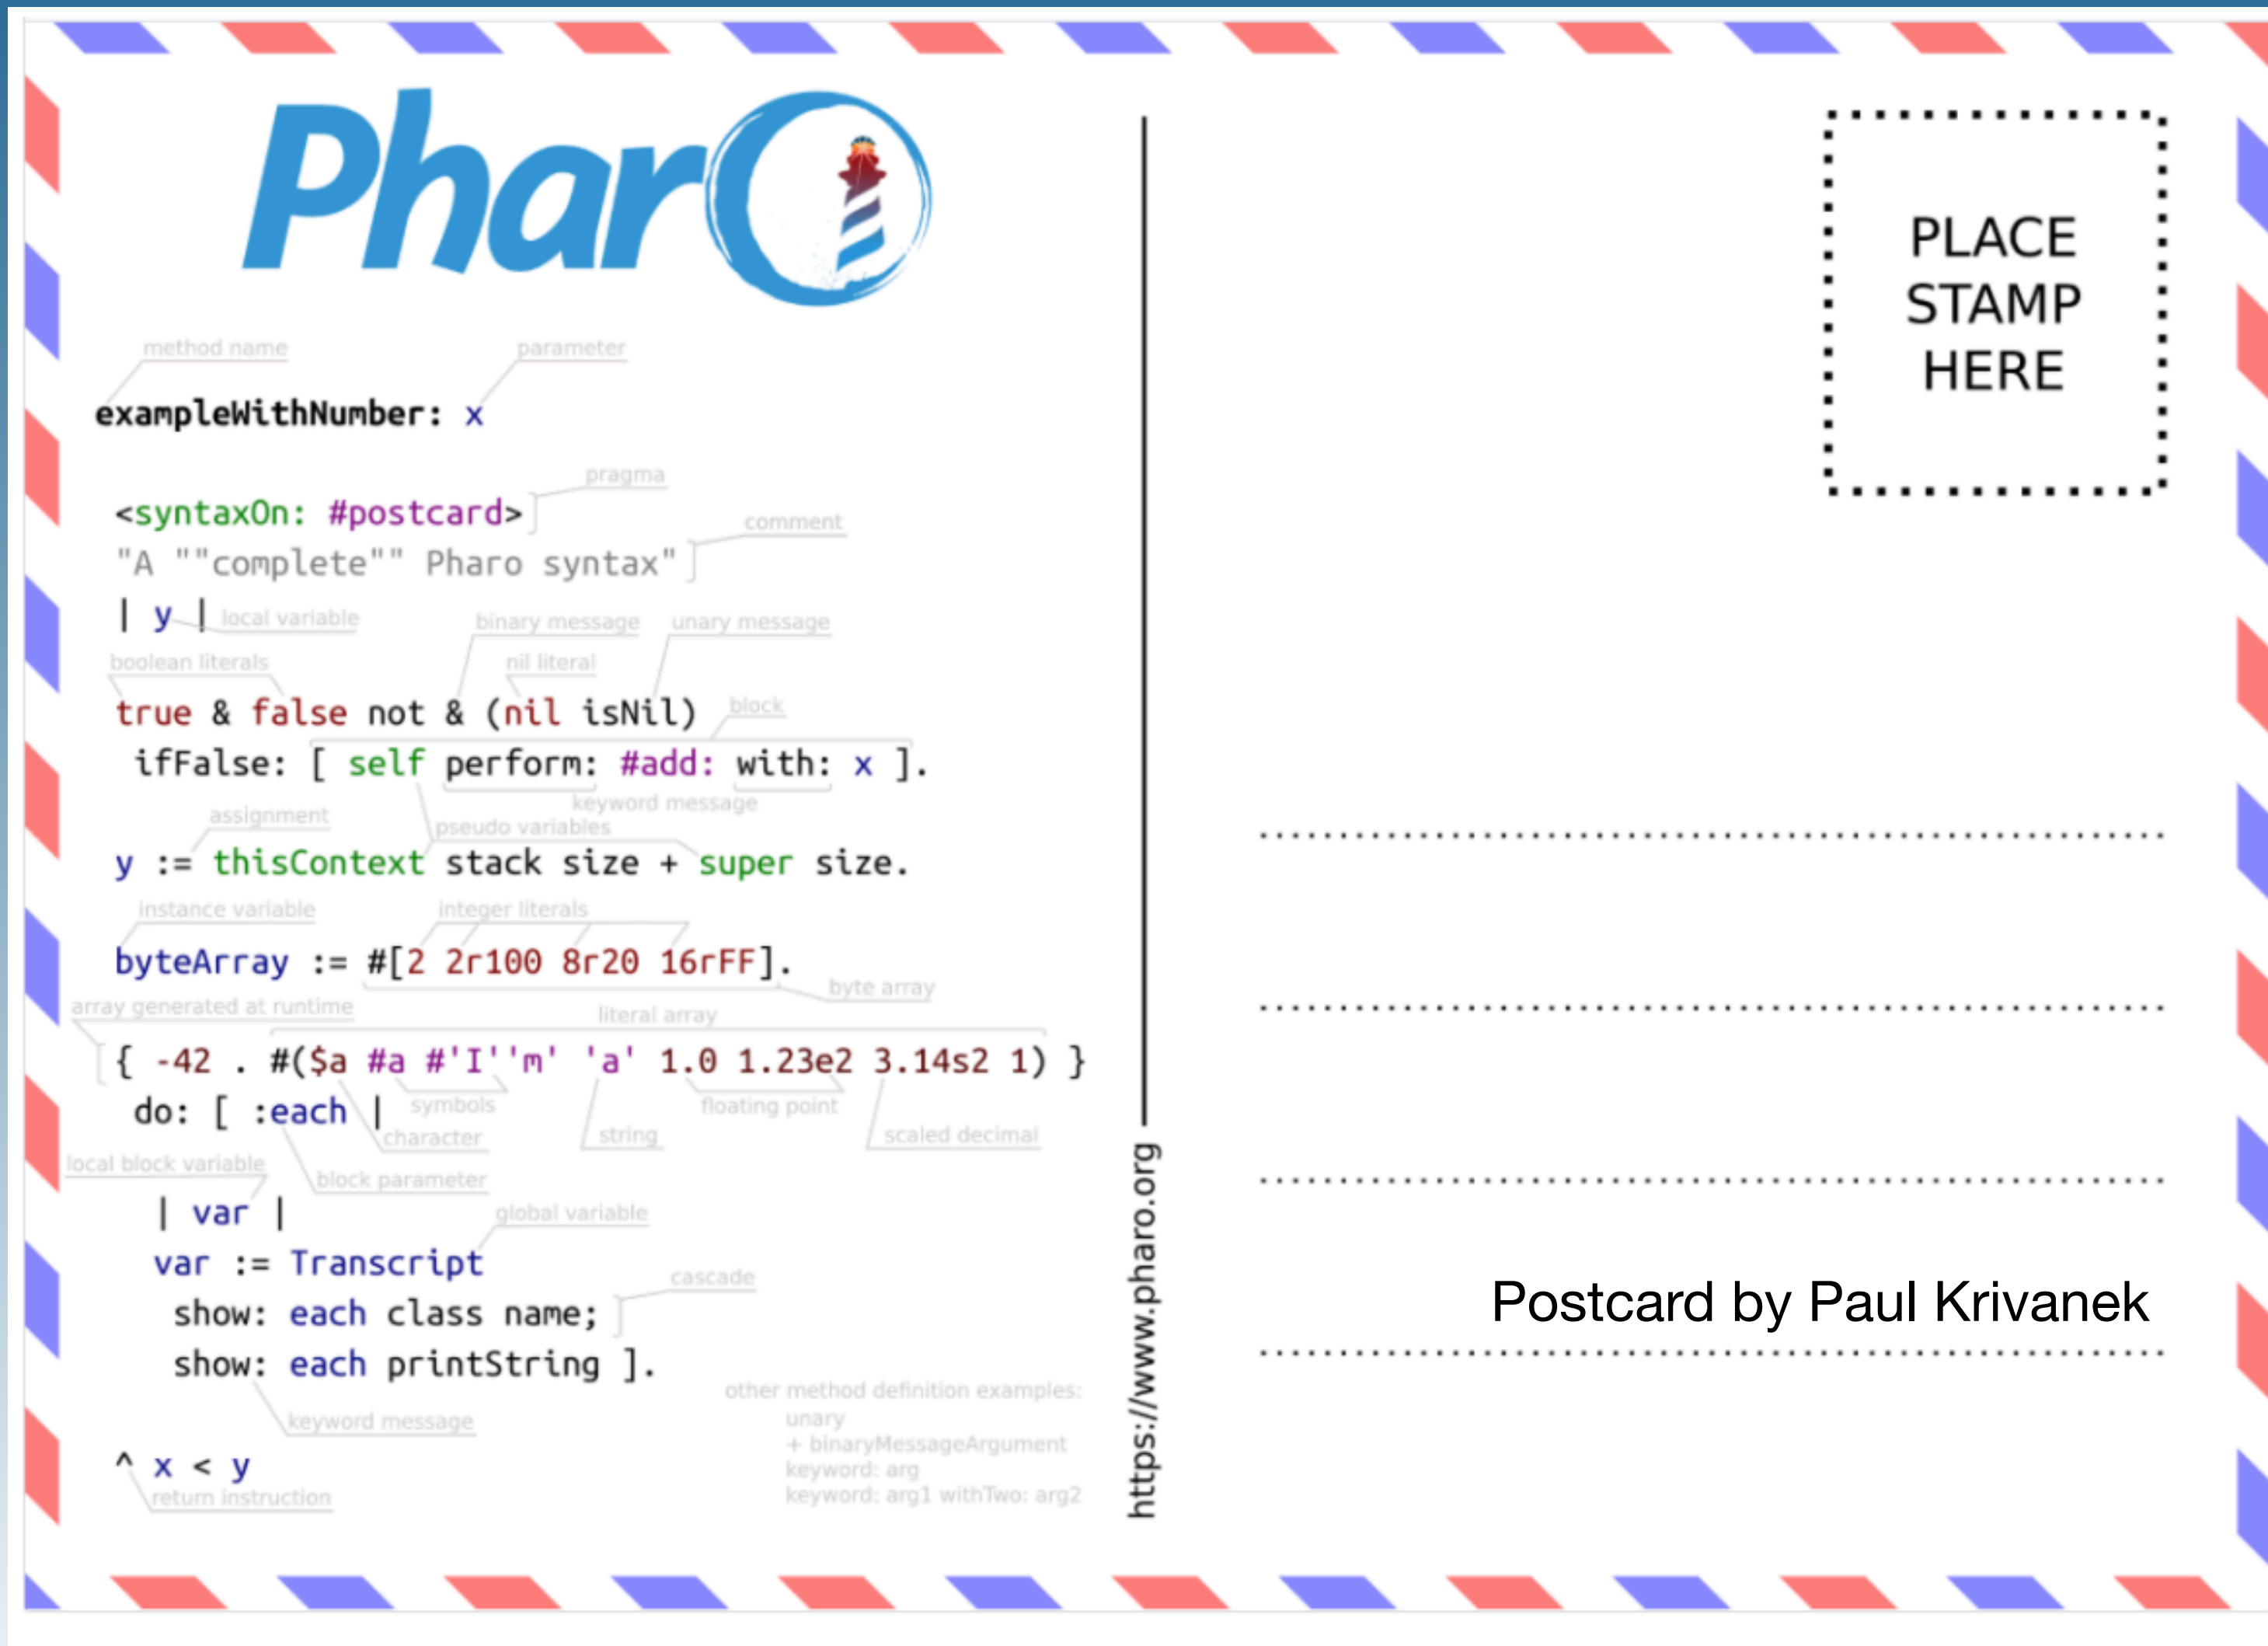 Pharo
method name
parameter
exampleWithNumber: x
pragma
<syntaxOn: #postcard>
comment
"A ""complete"" Pharo syntax"
| y |
local variable
binary message
unary message
boolean literals
nil literal
true & false not & (nil isNil)
block
ifFalse: [ self perform: #add: with: x ].
keyword message
assignment
pseudo variables
y := thisContext stack size + super size.
instance variable
integer literals
byteArray := #[2 2r100 8r20 16rFF].
byte array
array generated at runtime
literal array
{ -42 . #($a #a #'I''m' 'a' 1.0 1.23e2 3.14s2 1) }
do: [ :each |
symbols
floating point
character
string
scaled decimal
local block variable
block parameter
| var |
global variable
var := Transcript
cascade
show: each class name;
show: each printString ].
keyword message
other method definition examples:
unary
+ binaryMessageArgument
keyword: arg
keyword: arg1 withTwo: arg2
^ x < y
return instruction
https://www.pharo.org
PLACE
STAMP
HERE
Postcard by Paul Krivanek